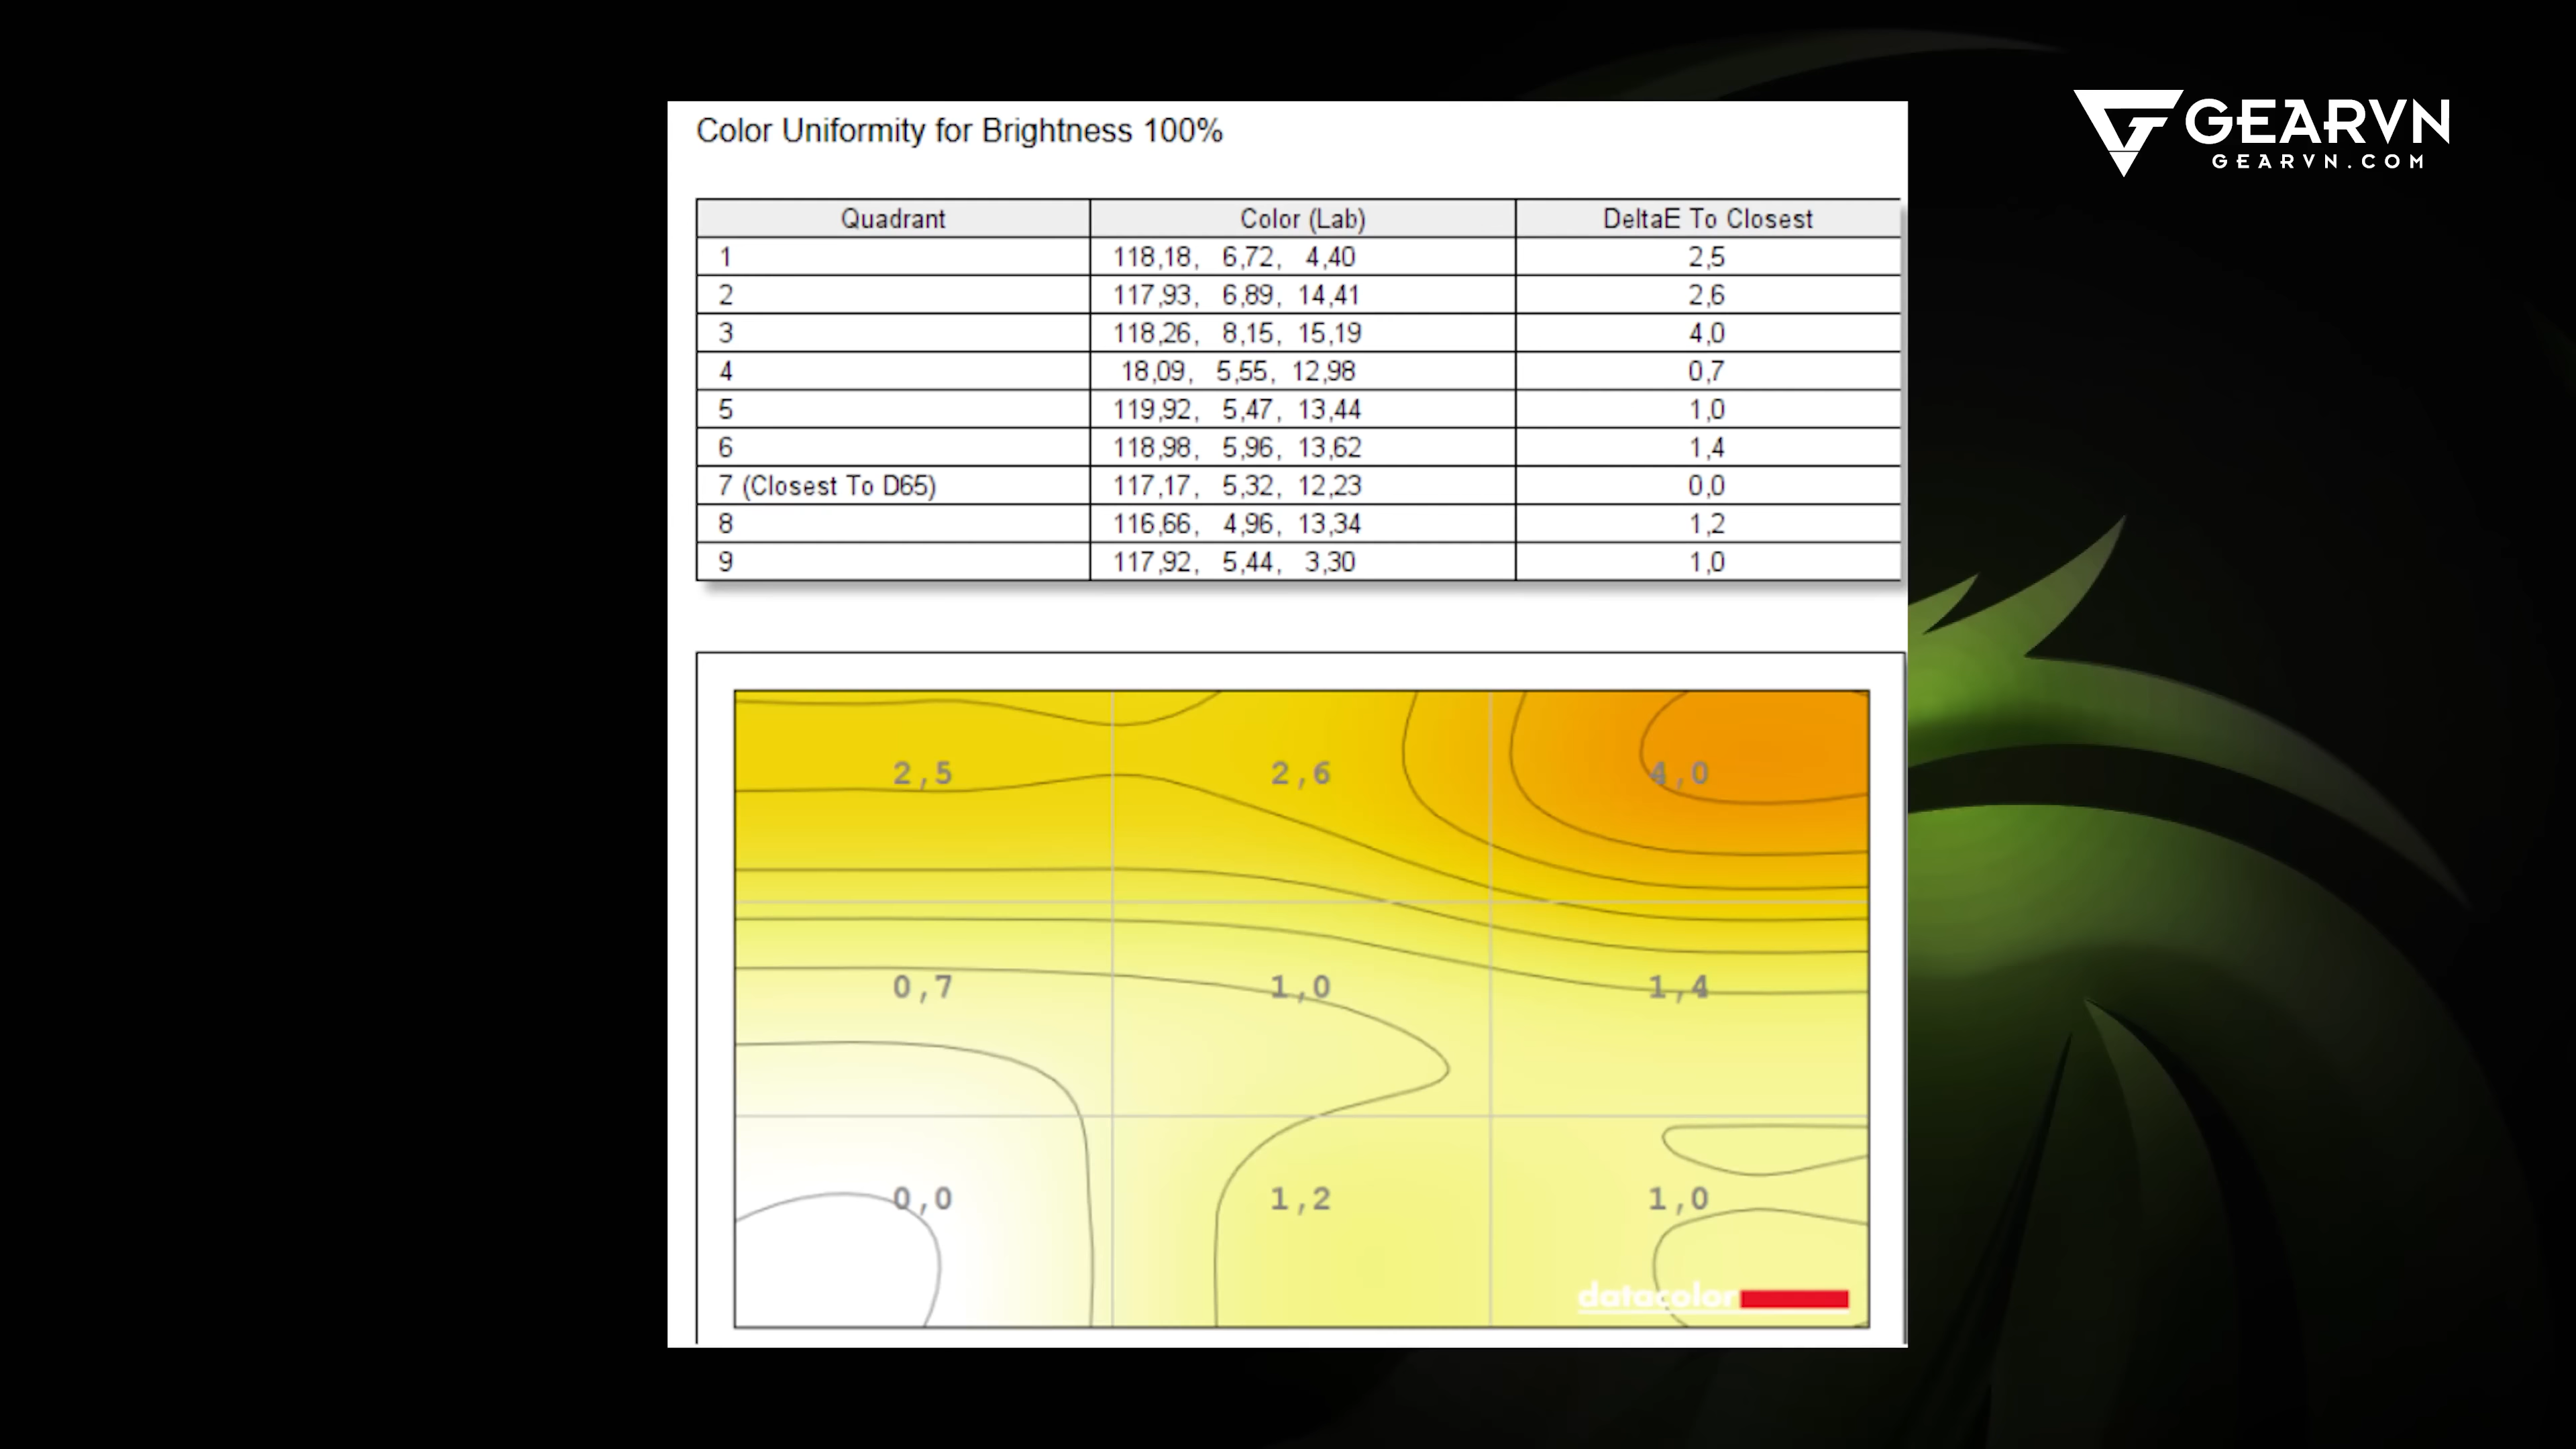 GEARVN
GEARVN.COM
Color Uniformity for Brightness 100%
Quadrant Color (Lab) DeltaE To Closest
1 118,18, 6,72, 4,40 2,5
2 117,93, 6,89, 14,41 2,6
3 118,26, 8,15, 15,19 4,0
4 18,09, 5,55, 12,98 0,7
5 119,92, 5,47, 13,44 1,0
6 118,98, 5,96, 13,62 1,4
7 (Closest To D65) 117,17, 5,32, 12,23 0,0
8 116,66, 4,96, 13,34 1,2
9 117,92, 5,44, 3,30 1,0
2,5 2,6 4,0
0,7 1,0 1,4
0,0 1,2 1,0
datacolor